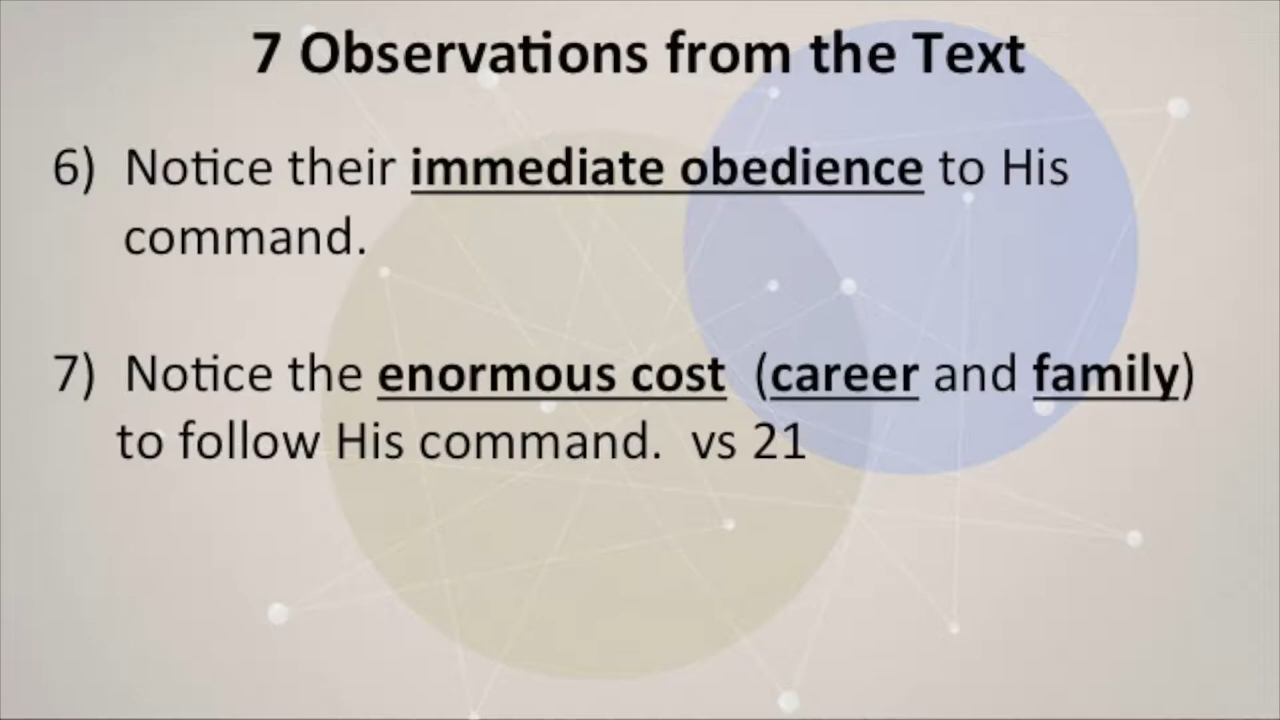 7 Observations from the Text
6) Notice their immediate obedience to His
command.
7) Notice the enormous cost (career and family)
to follow His command. vs 21